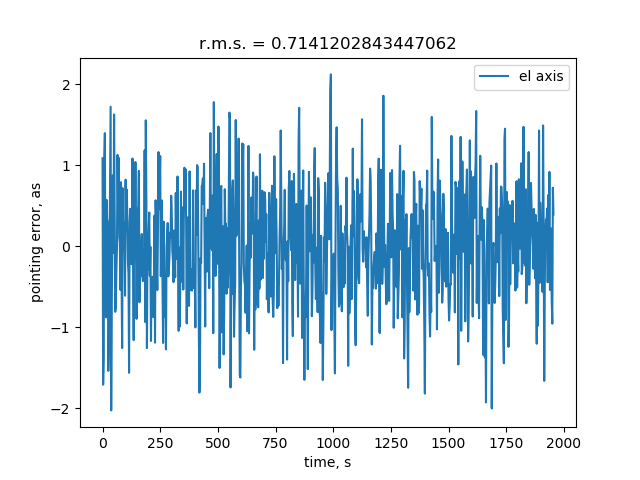 r.m.s. = 0.7141202843447062
el axis
pointing error, as
2
1
0
−1
−2
0 250 500 750 1000 1250 1500 1750 2000
time, s